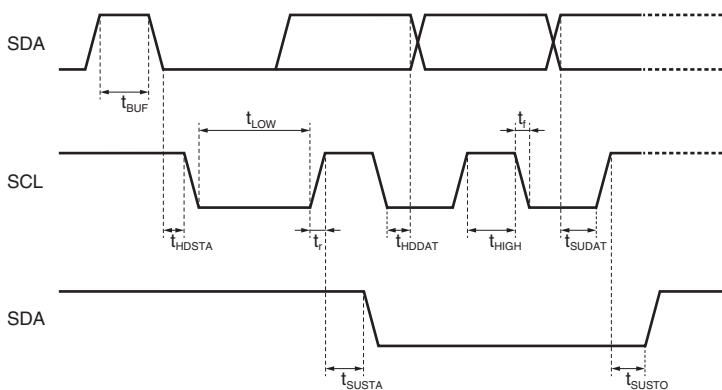 SDA
tBUF
tLOW
tf
SCL
tHDSTA
tr
tHDDAT
tHIGH
tSUDAT
SDA
tSUSTA
tSUSTO